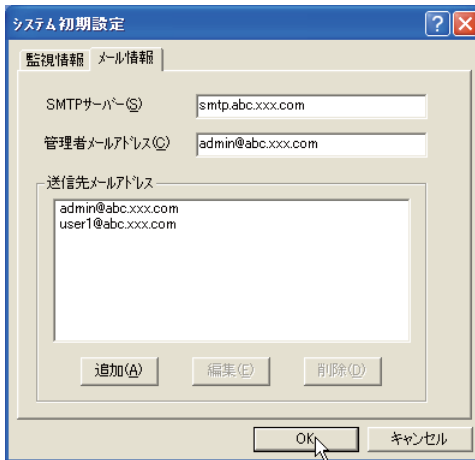 システム初期設定
監視情報 メール情報
SMTPサーバー(S) smtp.abc.xxx.com
管理者メールアドレス(C) admin@abc.xxx.com
送信先メールアドレス
admin@abc.xxx.com
user1@abc.xxx.com
追加(A) 編集(E) 削除(D)
OK キャンセル